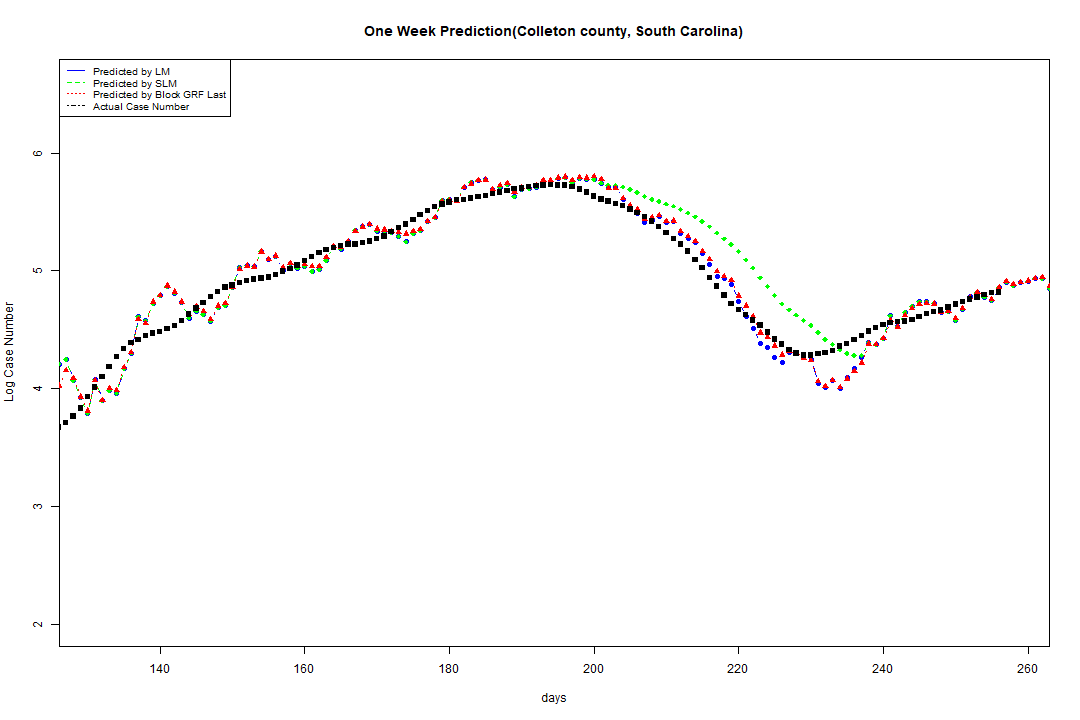 One Week Prediction(Colleton county, South Carolina)
Predicted by LM
Predicted by SLM
Predicted by Block GRF Last
Actual Case Number
6
5
4
3
2
Log Case Number
140 160 180 200 220 240 260
days